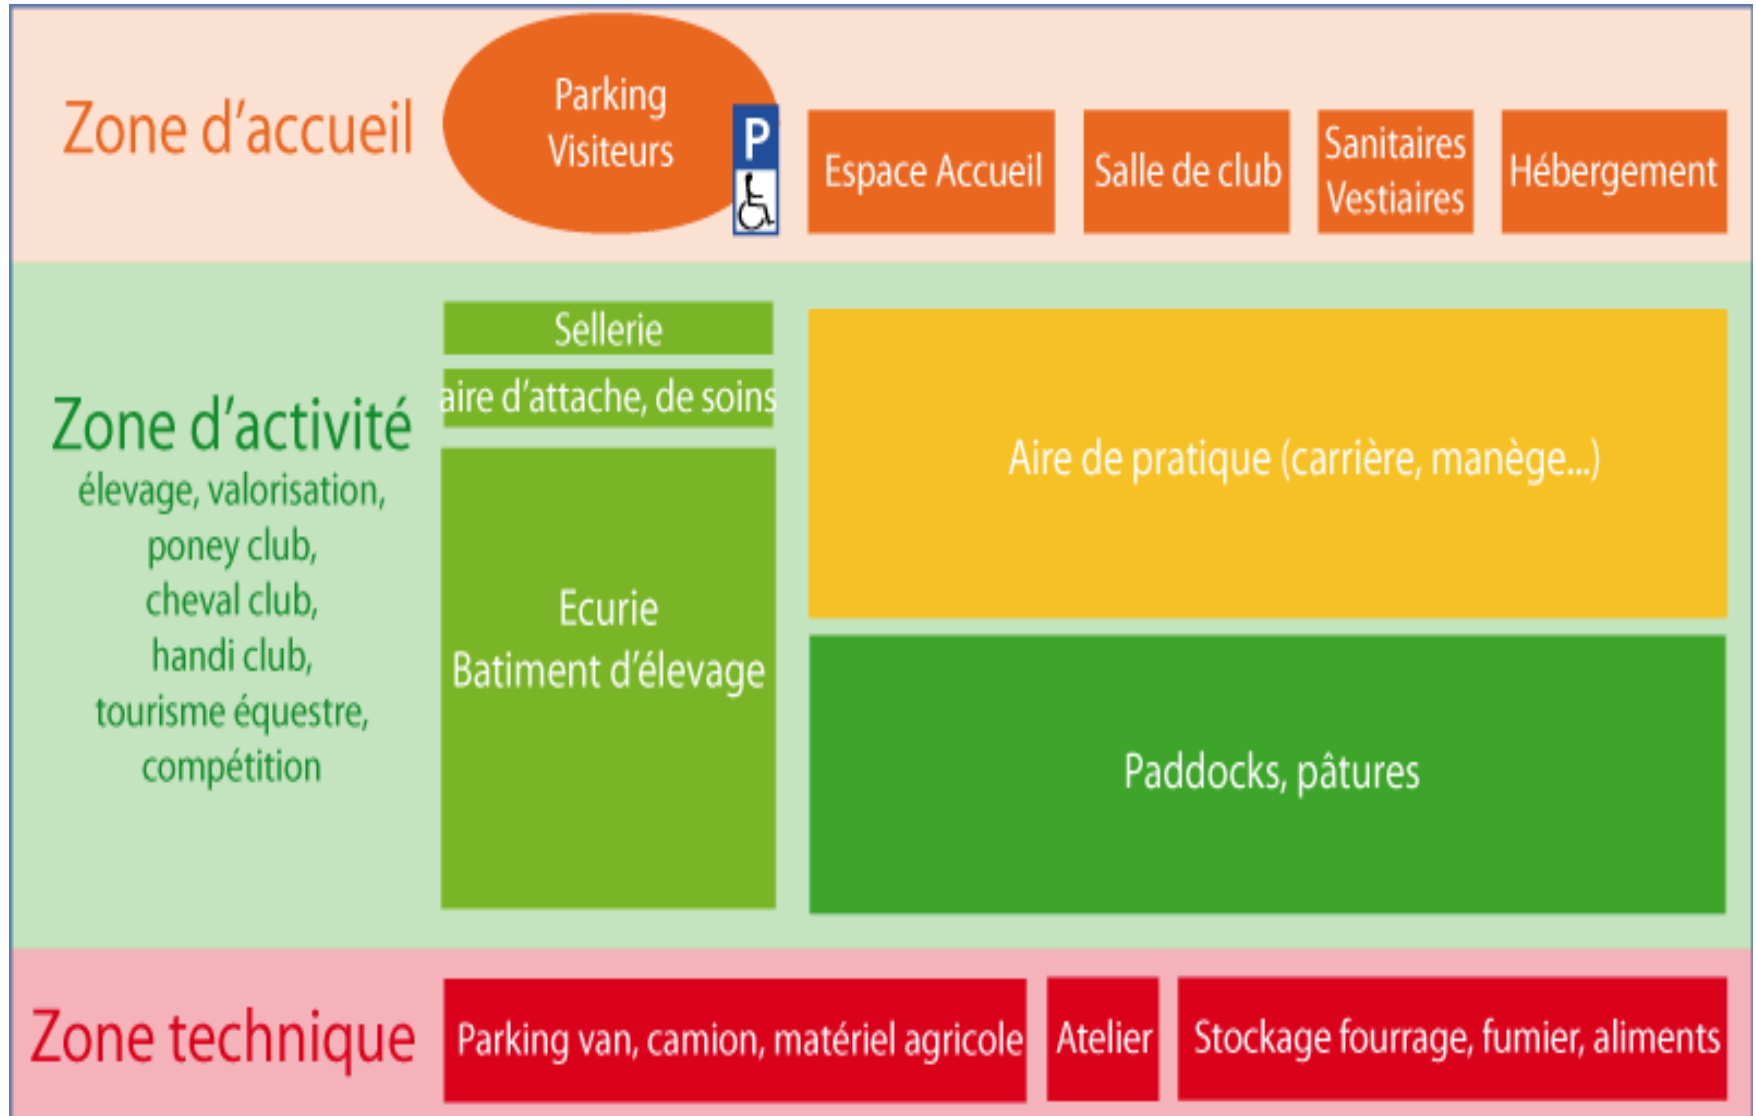 Zone d'accueil
Parking
Visiteurs
P
Espace Accueil
Salle de club
Sanitaires
Vestiaires
Hébergement
Zone d'activité
élevage, valorisation,
poney club,
cheval club,
handi club,
tourisme équestre,
compétition
Sellerie
aire d'attache, de soins
Ecurie
Batiment d'élevage
Aire de pratique (carrière, manège...)
Paddocks, pâtures
Zone technique
Parking van, camion, matériel agricole
Atelier
Stockage fourrage, fumier, aliments